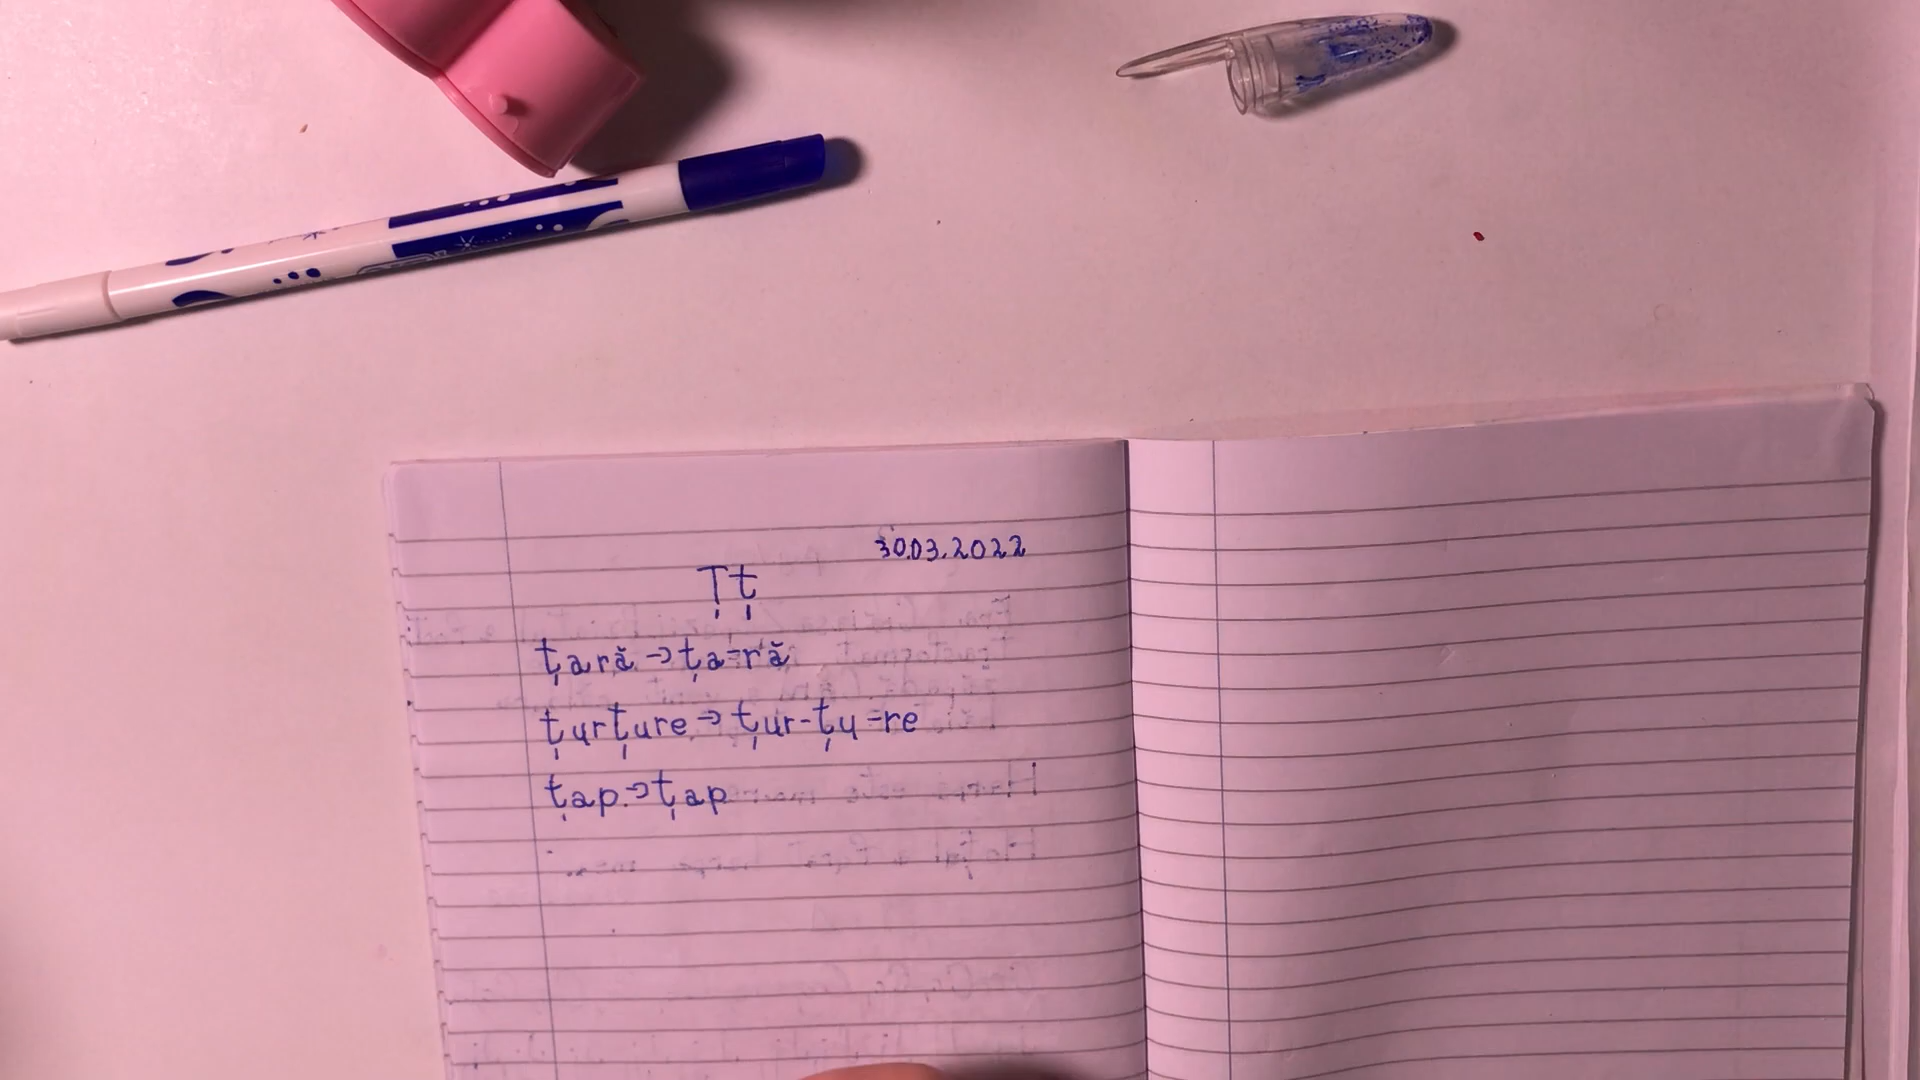 30.03.2022
Ț ț
țară → ța-ră
țurțure → țur-țu-re
țap → țap